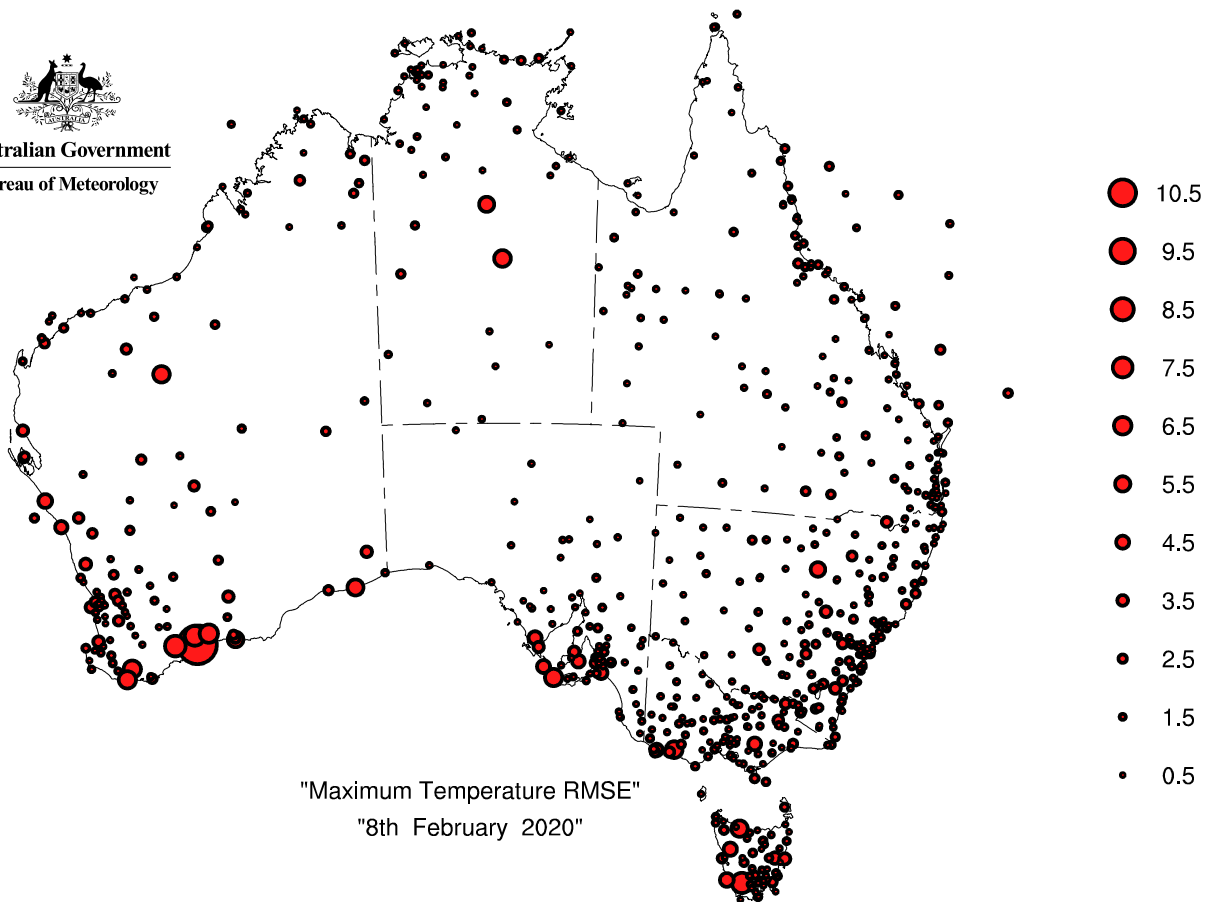 AUSTRALIA
tralian Government
reau of Meteorology
10.5
9.5
8.5
7.5
6.5
5.5
4.5
3.5
2.5
1.5
0.5
"Maximum Temperature RMSE"
"8th February 2020"